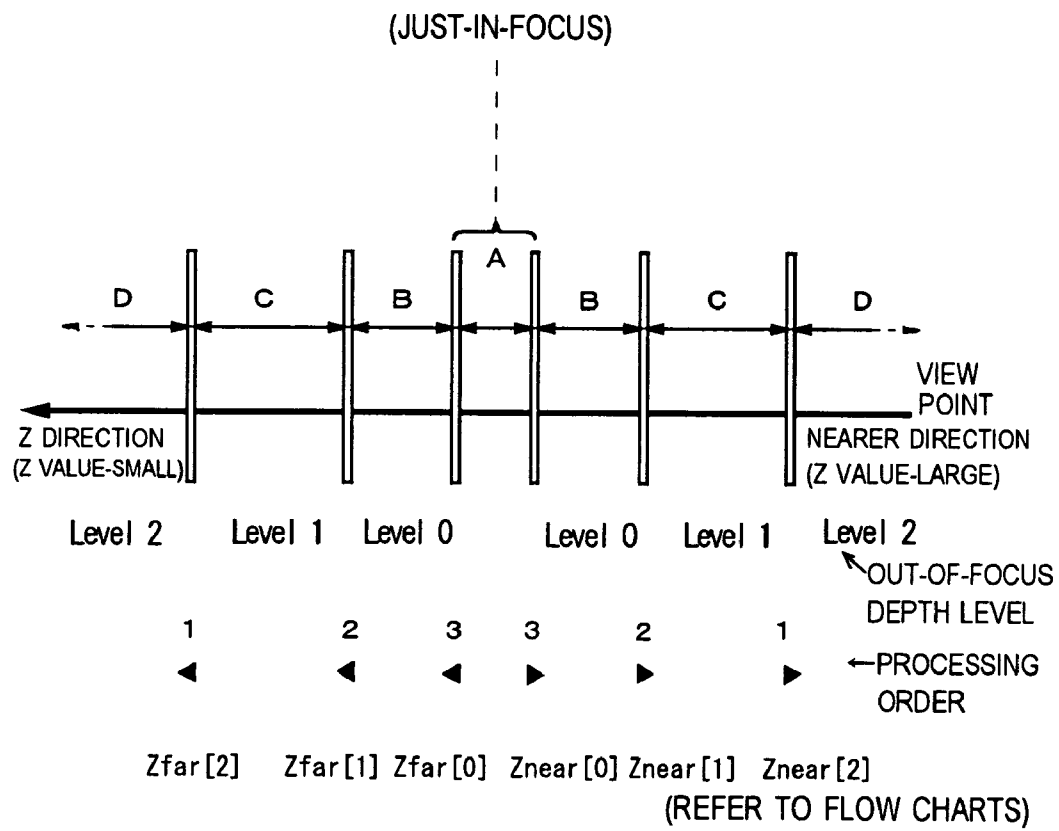 (JUST-IN-FOCUS)
A
D C B B C D
VIEW
POINT
Z DIRECTION
(Z VALUE-SMALL)
NEARER DIRECTION
(Z VALUE-LARGE)
Level 2 Level 1 Level 0 Level 0 Level 1 Level 2
OUT-OF-FOCUS
DEPTH LEVEL
1 2 3 3 2 1
PROCESSING
ORDER
Zfar[2] Zfar[1] Zfar[0] Znear[0] Znear[1] Znear[2]
(REFER TO FLOW CHARTS)